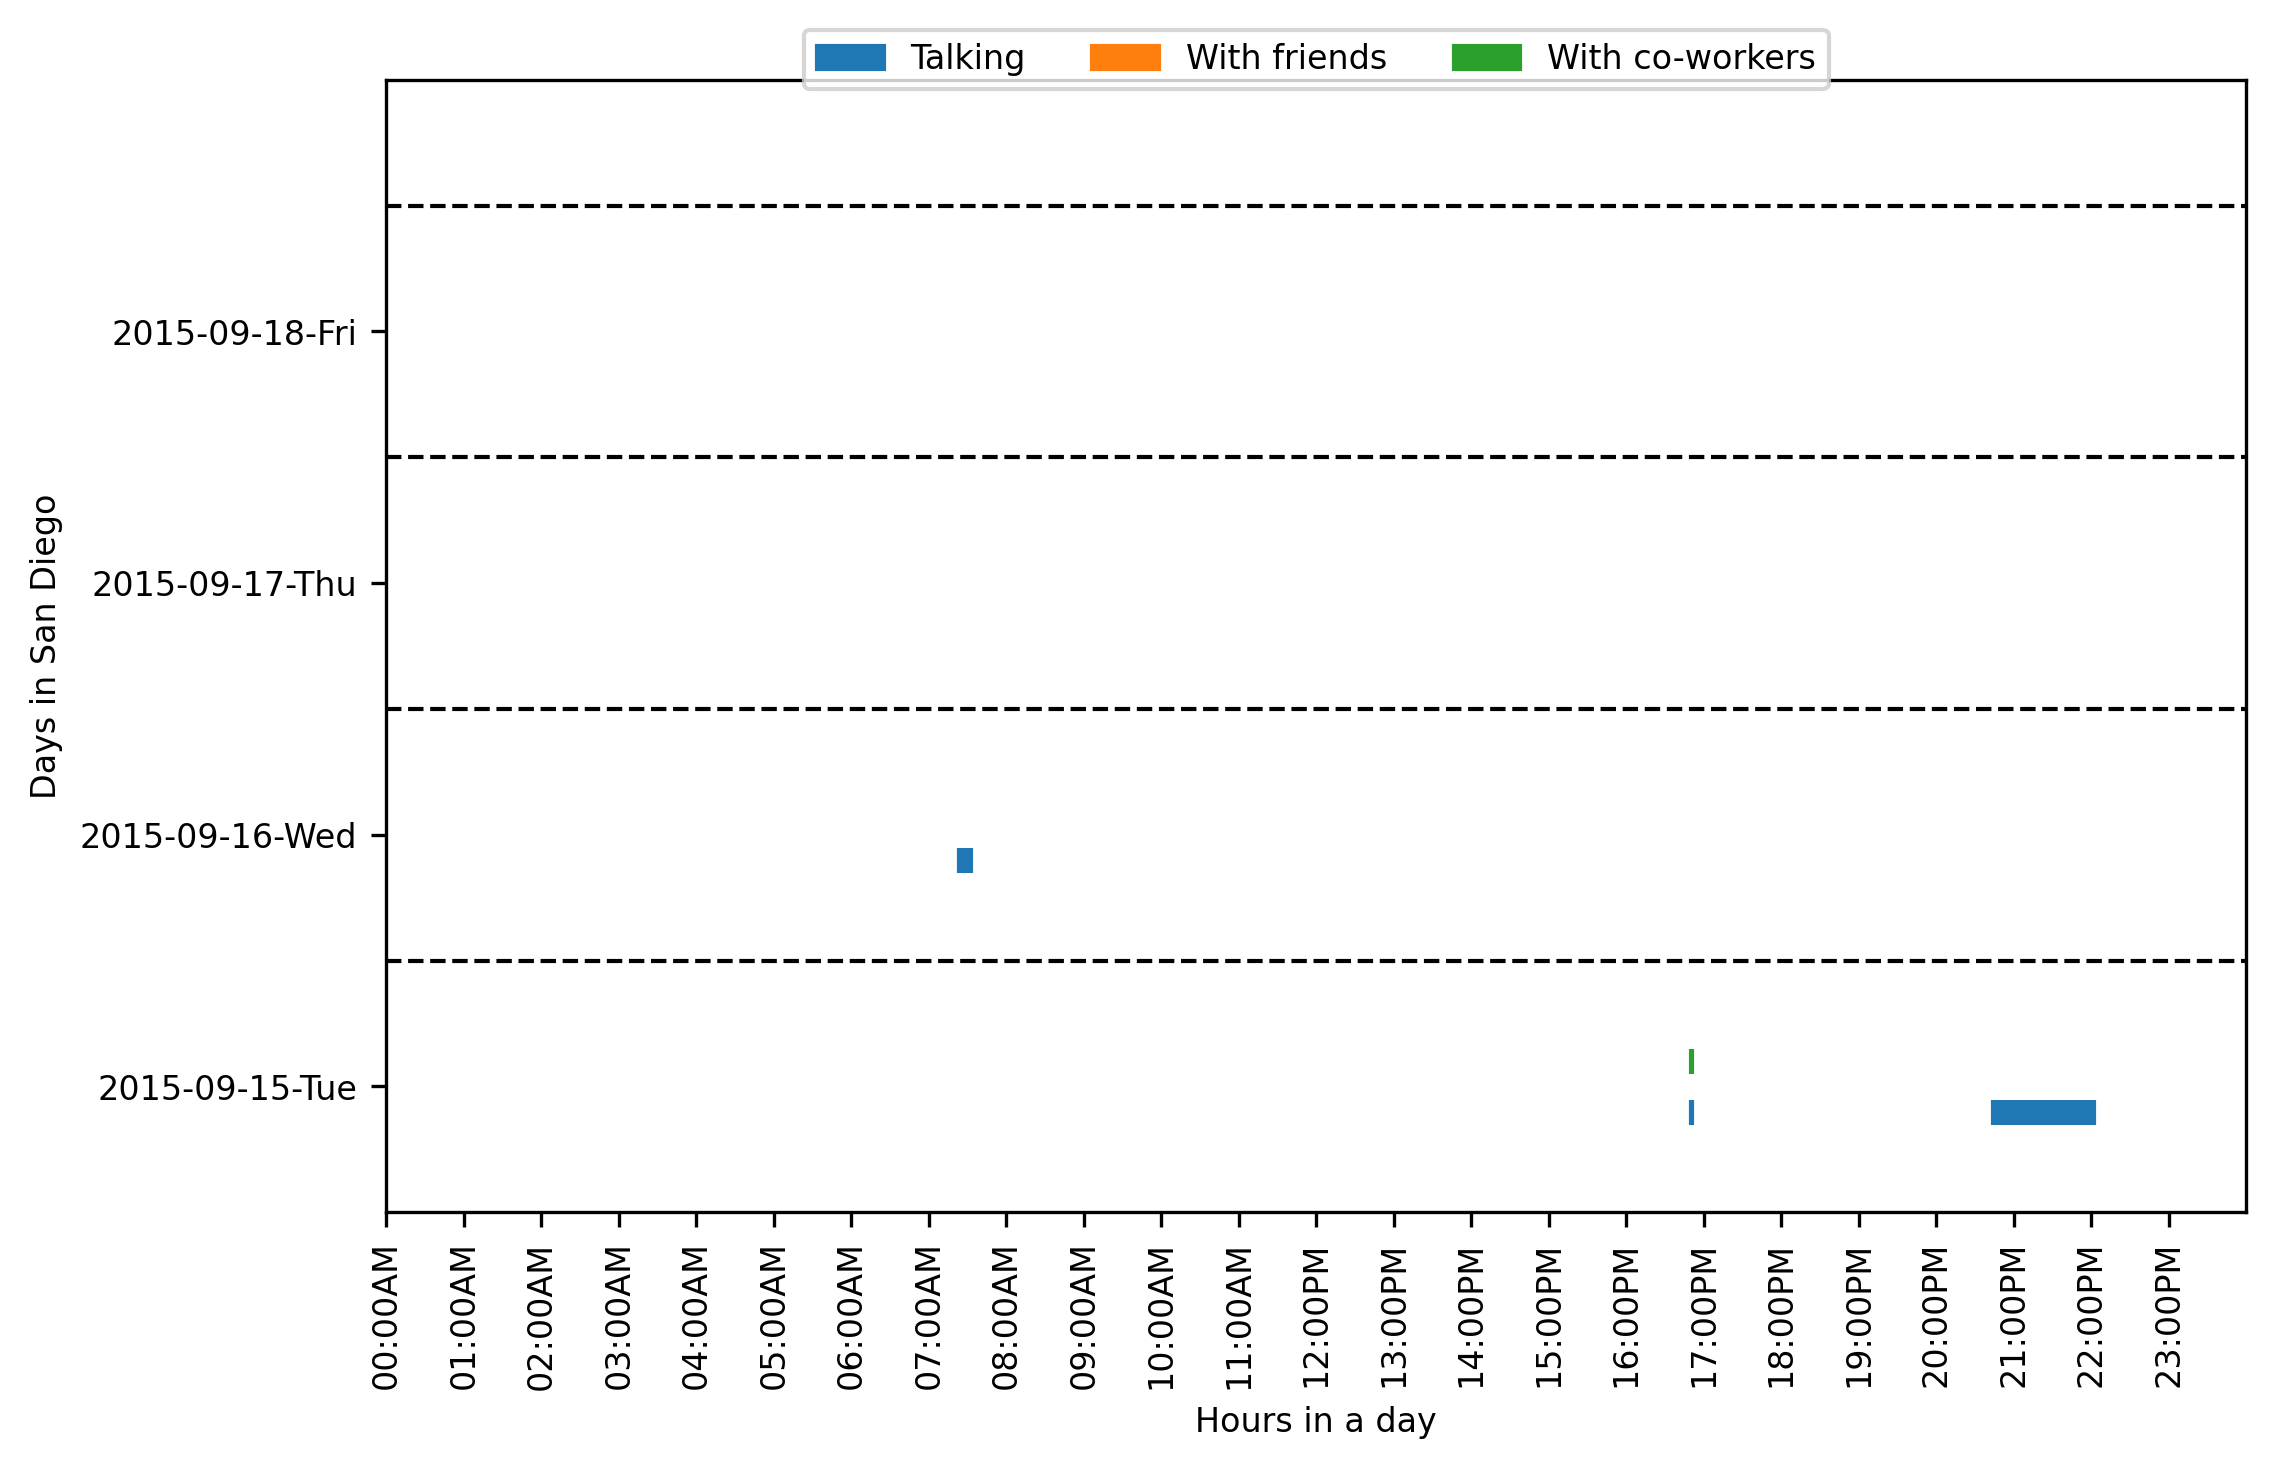 Talking With friends With co-workers
Days in San Diego
2015-09-18-Fri
2015-09-17-Thu
2015-09-16-Wed
2015-09-15-Tue
00:00AM
01:00AM
02:00AM
03:00AM
04:00AM
05:00AM
06:00AM
07:00AM
08:00AM
09:00AM
10:00AM
11:00AM
12:00PM
13:00PM
14:00PM
15:00PM
16:00PM
17:00PM
18:00PM
19:00PM
20:00PM
21:00PM
22:00PM
23:00PM
Hours in a day